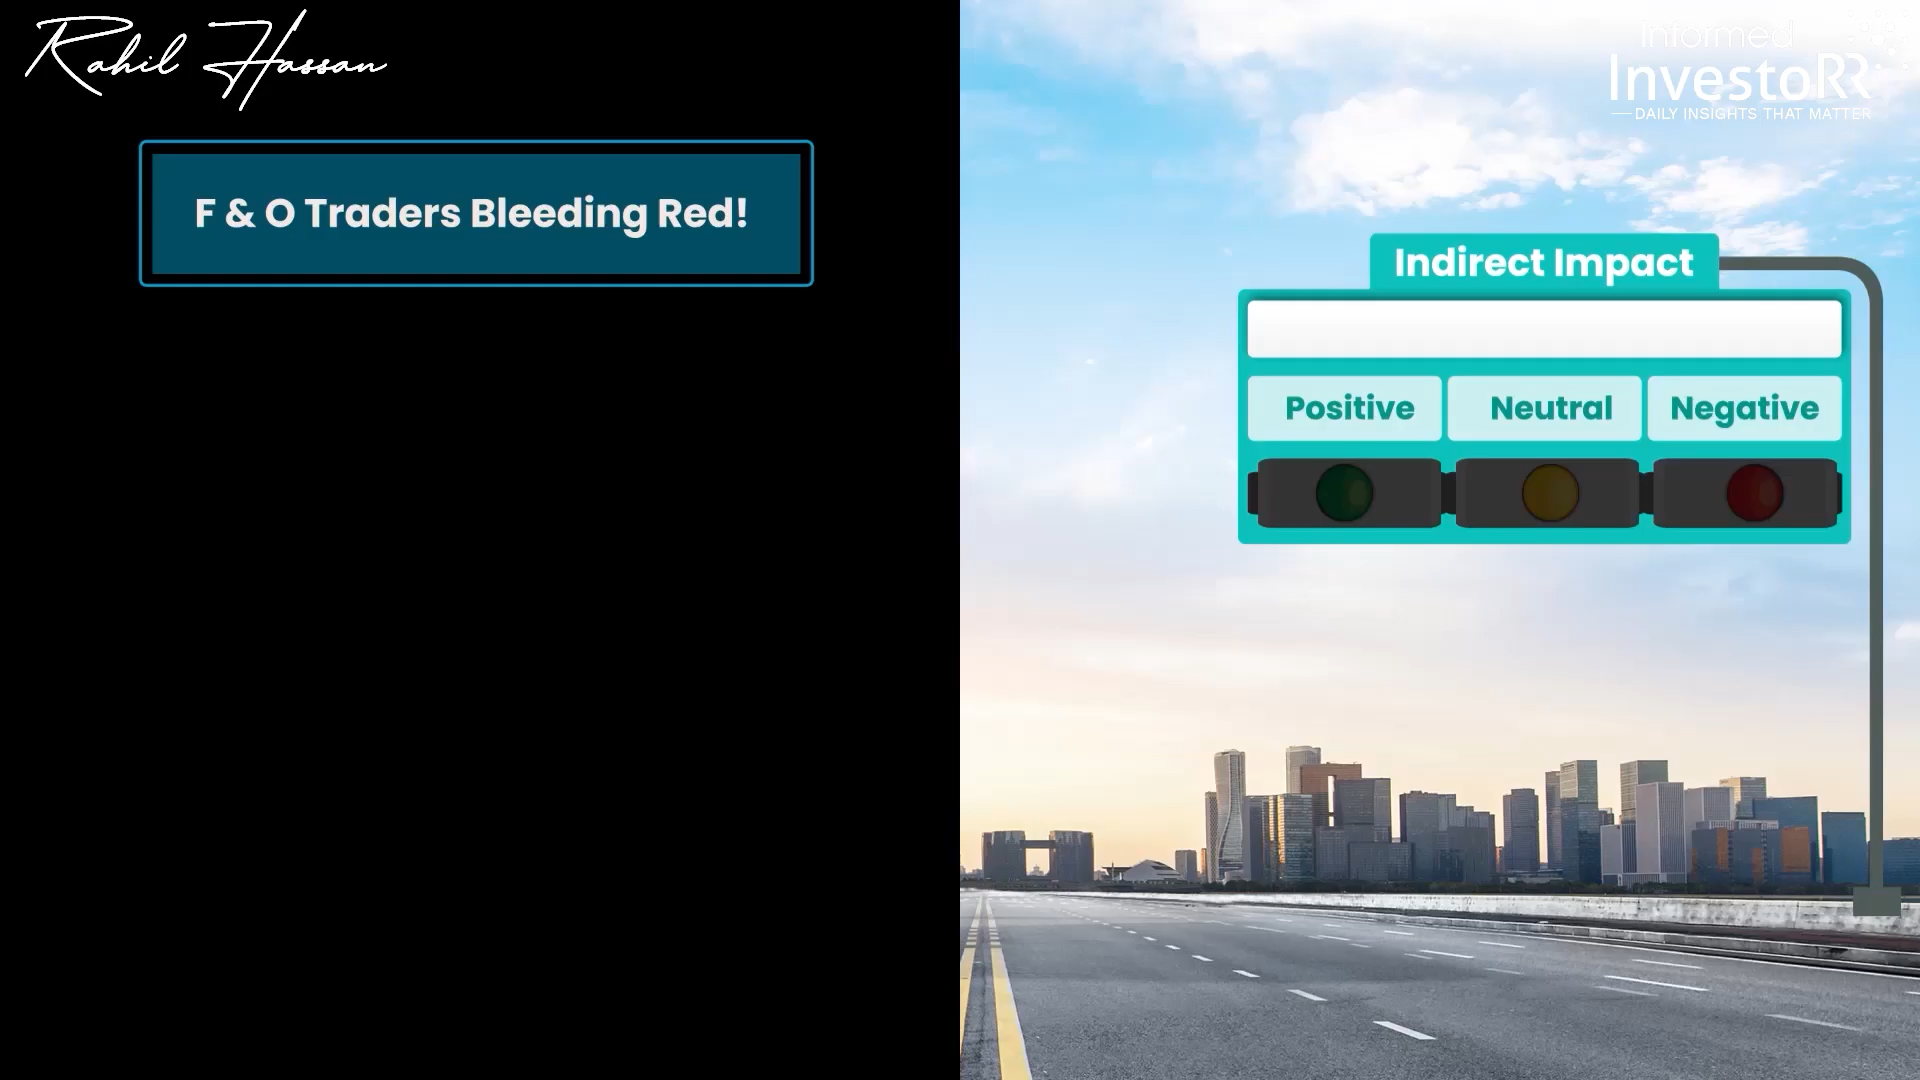 Rahil Hassan
F & O Traders Bleeding Red!
Informed
InvestoRR
DAILY INSIGHTS THAT MATTER
Indirect Impact
Positive
Neutral
Negative